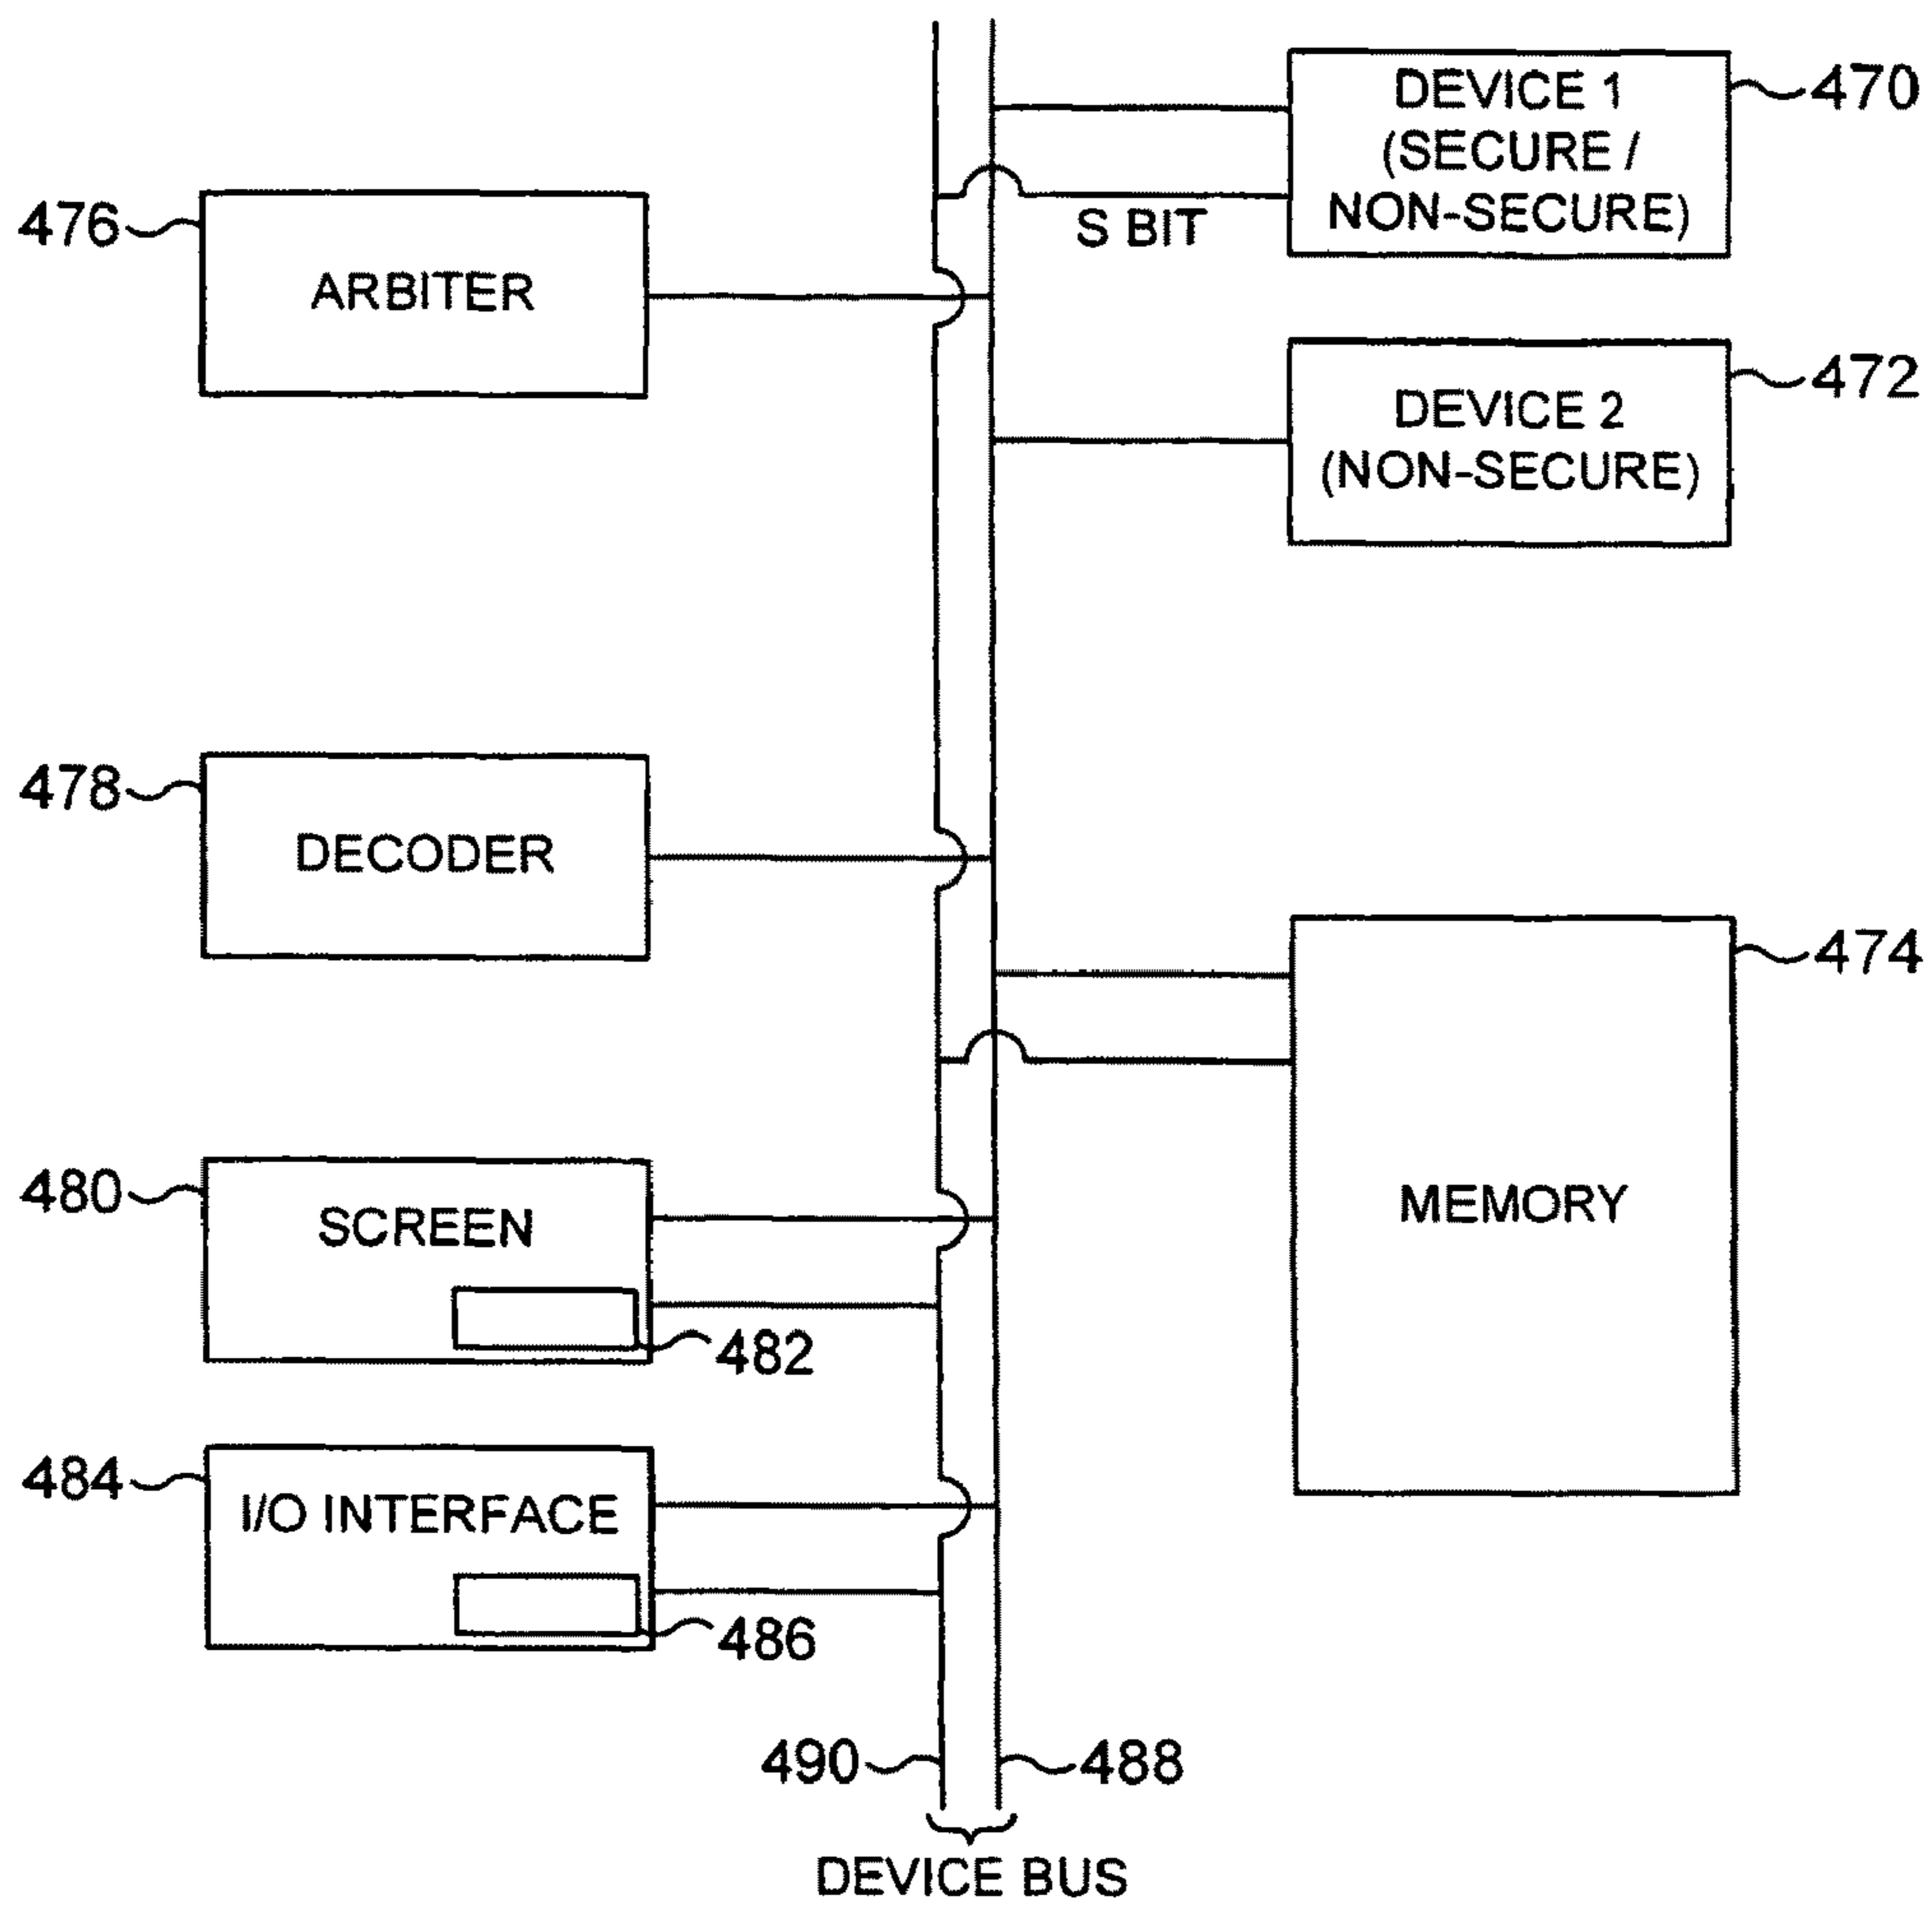 DEVICE 1
(SECURE /
NON-SECURE)
470
S BIT
476
ARBITER
DEVICE 2
(NON-SECURE)
472
478
DECODER
474
MEMORY
480
SCREEN
482
484
I/O INTERFACE
486
490
488
DEVICE BUS